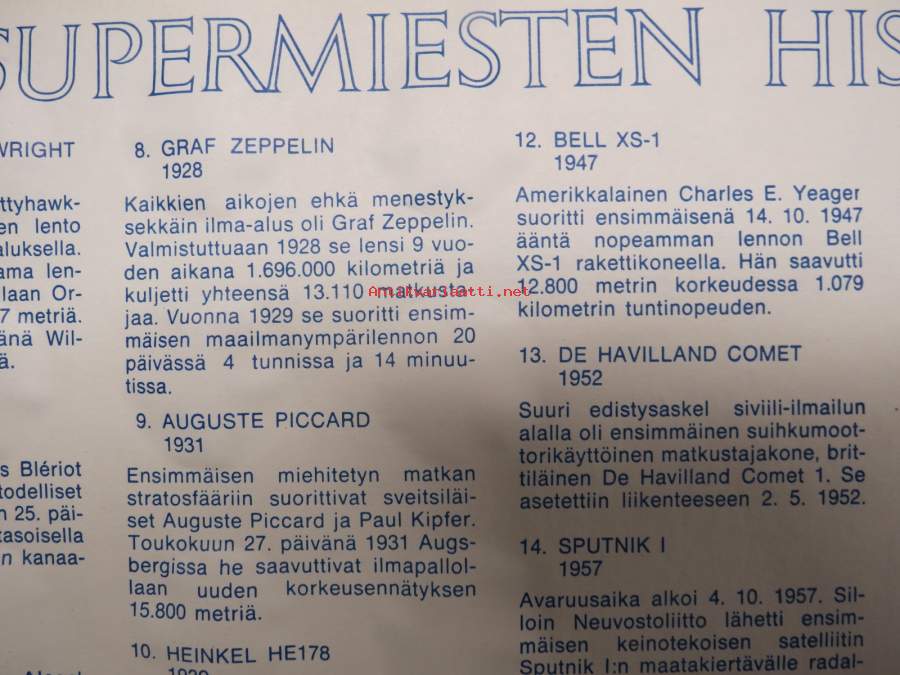 SUPERMIESTEN HIS
WRIGHT
ttyhawk-
en lento
aluksella.
ama len-
laan Or-
7 metriä.
änä Wil-
ä.
s Blériot
todelliset
n 25. päi-
kasoisella
n kanaa-
8. GRAF ZEPPELIN
1928
Kaikkien aikojen ehkä menestyk-
sekkäin ilma-alus oli Graf Zeppelin.
Valmistuttuaan 1928 se lensi 9 vuo-
den aikana 1.696.000 kilometriä ja
kuljetti yhteensä 13.110 matkusta-
jaa. Vuonna 1929 se suoritti ensim-
mäisen maailmanympärilennon 20
päivässä 4 tunnissa ja 14 minuu-
tissa.
9. AUGUSTE PICCARD
1931
Ensimmäisen miehitetyn matkan
stratosfääriin suorittivat sveitsiläi-
set Auguste Piccard ja Paul Kipfer.
Toukokuun 27. päivänä 1931 Augs-
bergissa he saavuttivat ilmapallol-
laan uuden korkeusennätyksen
15.800 metriä.
10. HEINKEL HE178
1939
12. BELL XS-1
1947
Amerikkalainen Charles E. Yeager
suoritti ensimmäisenä 14. 10. 1947
ääntä nopeamman lennon Bell
XS-1 rakettikoneella. Hän saavutti
12.800 metrin korkeudessa 1.079
kilometrin tuntinopeuden.
13. DE HAVILLAND COMET
1952
Suuri edistysaskel siviili-ilmailun
alalla oli ensimmäinen suihkumoot-
torikäyttöinen matkustajakone, brit-
tiläinen De Havilland Comet 1. Se
asetettiin liikenteeseen 2. 5. 1952.
14. SPUTNIK I
1957
Avaruusaika alkoi 4. 10. 1957. Sil-
loin Neuvostoliitto lähetti ensim-
mäisen keinotekoisen satelliitin
Sputnik I:n maatakiertävälle radal-
Antikvariaatti.net